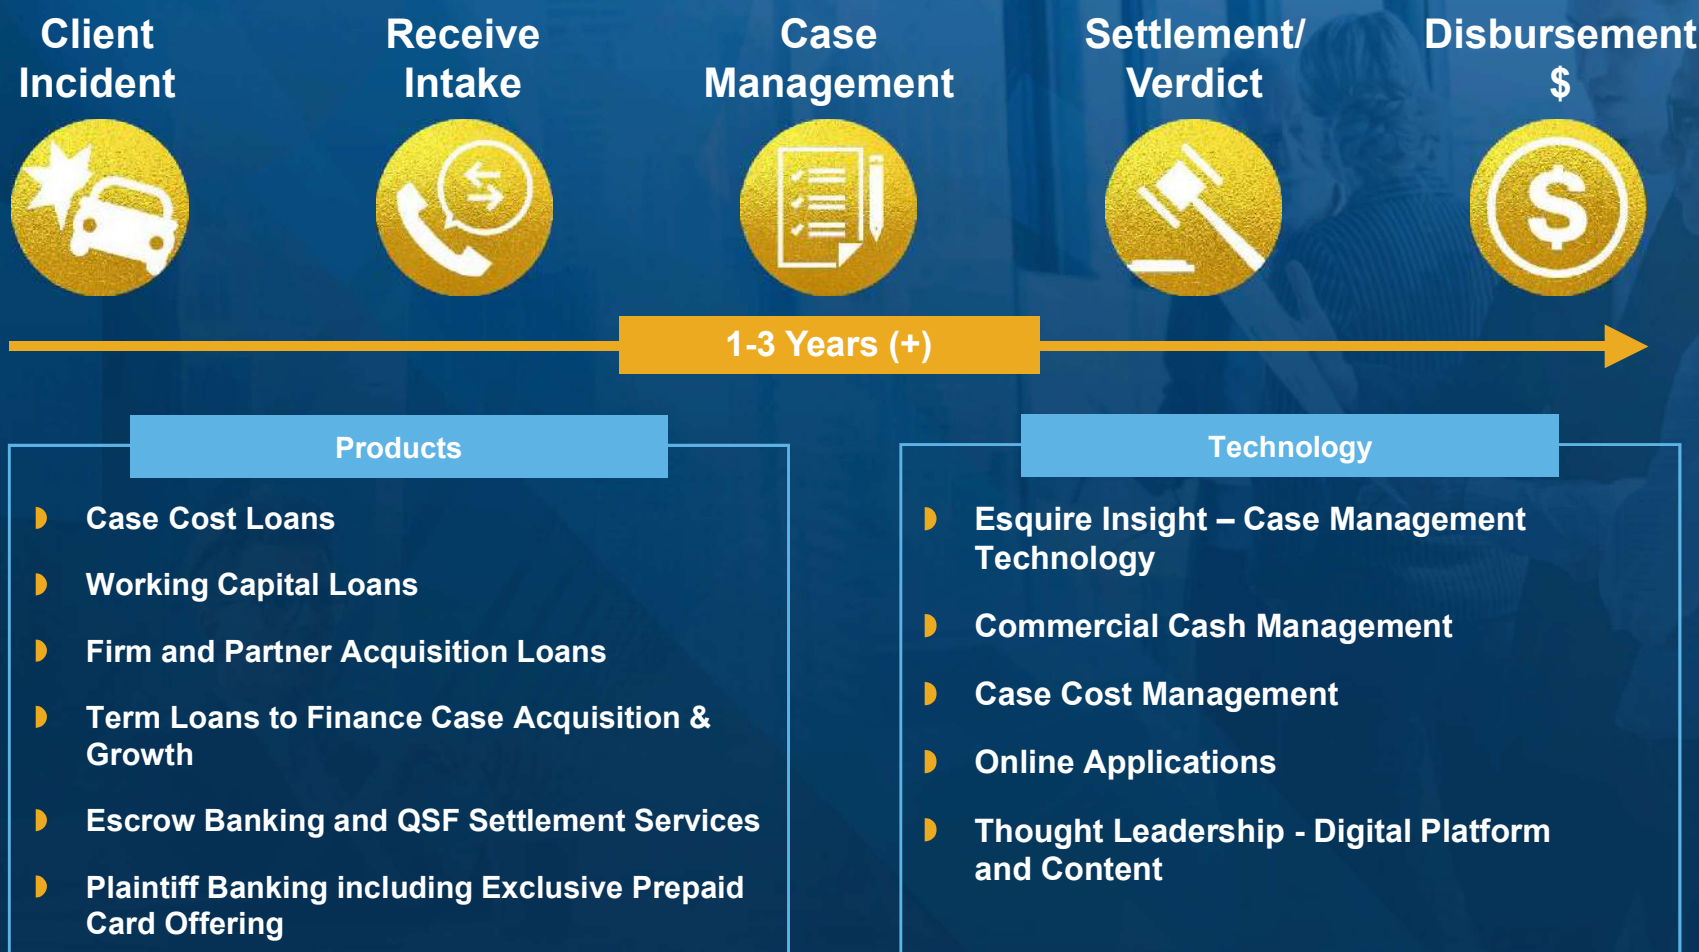 Client
Incident
Receive
Intake
Case
Management
Settlement/
Verdict
Disbursement
$
$
1-3 Years (+)
Products
Case Cost Loans
Working Capital Loans
Firm and Partner Acquisition Loans
Term Loans to Finance Case Acquisition &
Growth
Escrow Banking and QSF Settlement Services
Plaintiff Banking including Exclusive Prepaid
Card Offering
Technology
Esquire Insight – Case Management
Technology
Commercial Cash Management
Case Cost Management
Online Applications
Thought Leadership - Digital Platform
and Content